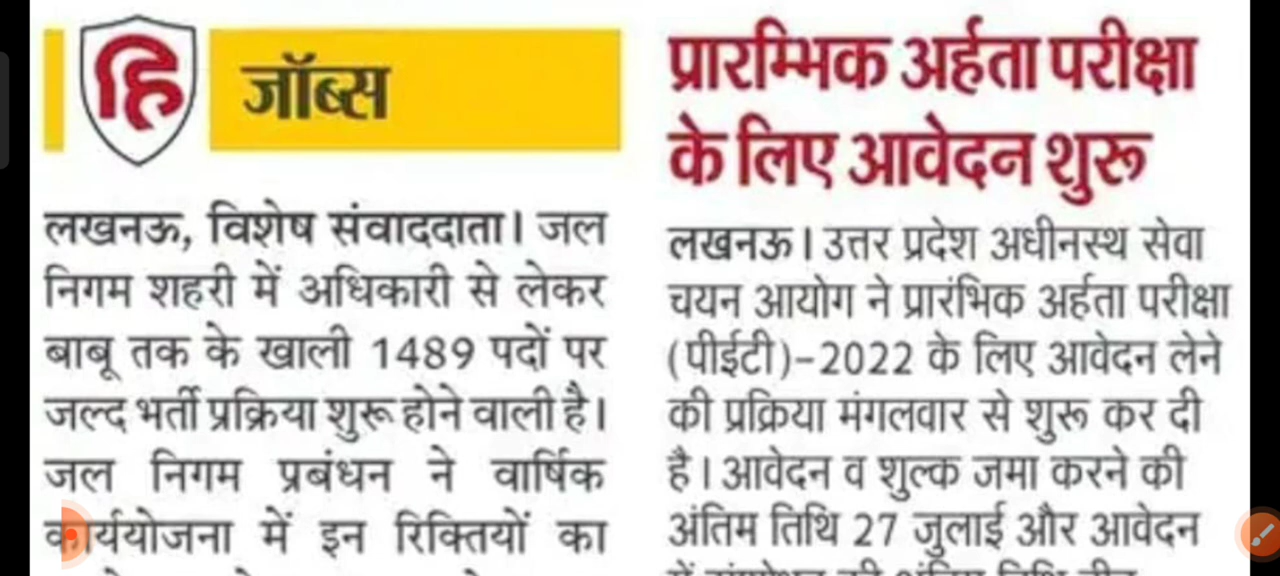 हि
जॉब्स
लखनऊ, विशेष संवाददाता। जल
निगम शहरी में अधिकारी से लेकर
बाबू तक के खाली 1489 पदों पर
जल्द भर्ती प्रक्रिया शुरू होने वाली है।
जल निगम प्रबंधन ने वार्षिक
कार्ययोजना में इन रिक्तियों का
प्रारम्भिक अर्हता परीक्षा
के लिए आवेदन शुरू
लखनऊ। उत्तर प्रदेश अधीनस्थ सेवा
चयन आयोग ने प्रारंभिक अर्हता परीक्षा
(पीईटी)-2022 के लिए आवेदन लेने
की प्रक्रिया मंगलवार से शुरू कर दी
है। आवेदन व शुल्क जमा करने की
अंतिम तिथि 27 जुलाई और आवेदन